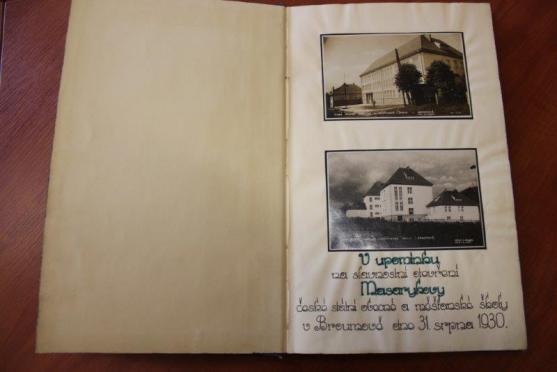 V upomínku
na slavnostní otevření
Masarykovy
české státní obecné a měšťanské školy
v Broumově dne 31. srpna 1930.